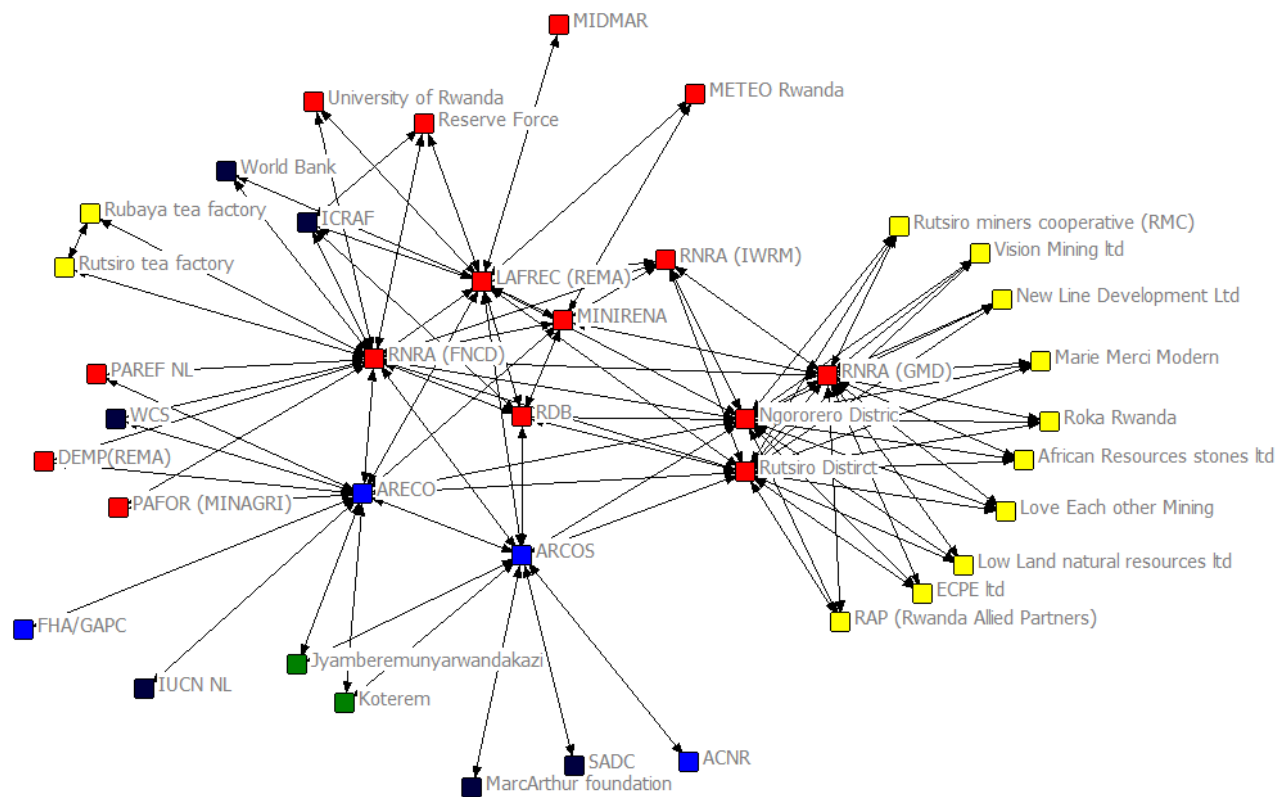 MIDMAR
METEO Rwanda
University of Rwanda
Reserve Force
World Bank
ICRAF
Rubaya tea factory
Rutsiro tea factory
Rutsiro miners cooperative (RMC)
Vision Mining ltd
RNRA (IWRM)
LAFREC (REMA)
New Line Development Ltd
MINIRENA
RNRA (FNCD)
Marie Merci Modern
PAREF NL
RNRA (GMD)
WCS
RDB
Ngororero Distric
Roka Rwanda
DEMP(REMA)
African Resources stones ltd
Rutsiro Distirct
ARECO
PAFOR (MINAGRI)
Love Each other Mining
ARCOS
Low Land natural resources ltd
ECPE ltd
RAP (Rwanda Allied Partners)
FHA/GAPC
Jyamberemunyarwandakazi
IUCN NL
Koterem
ACNR
SADC
MarcArthur foundation